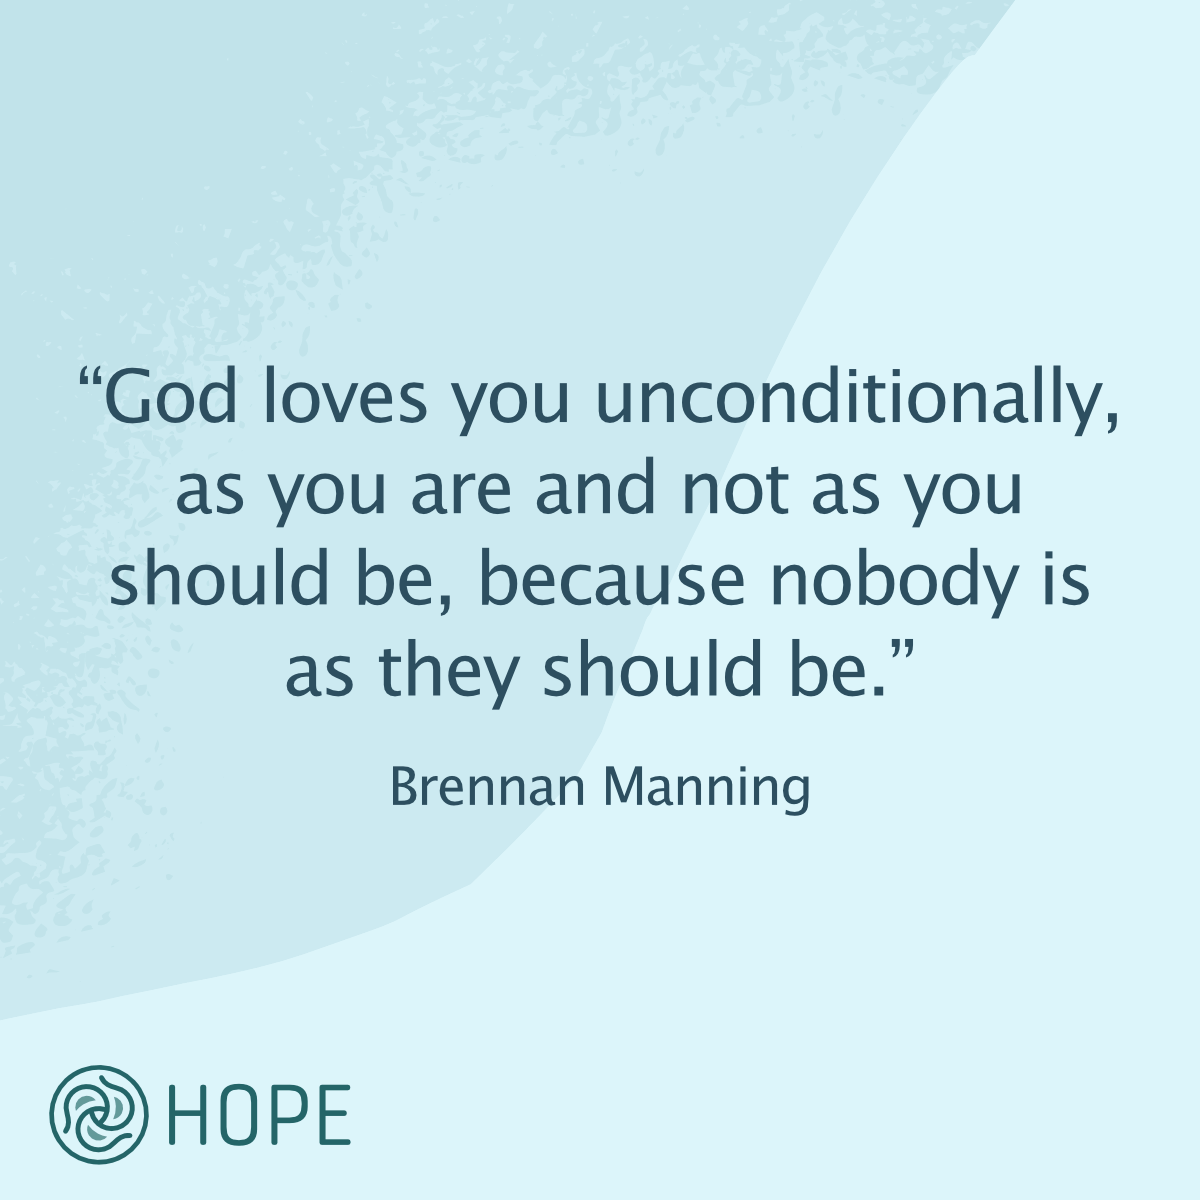 “God loves you unconditionally,
as you are and not as you
should be, because nobody is
as they should be.”
Brennan Manning
HOPE